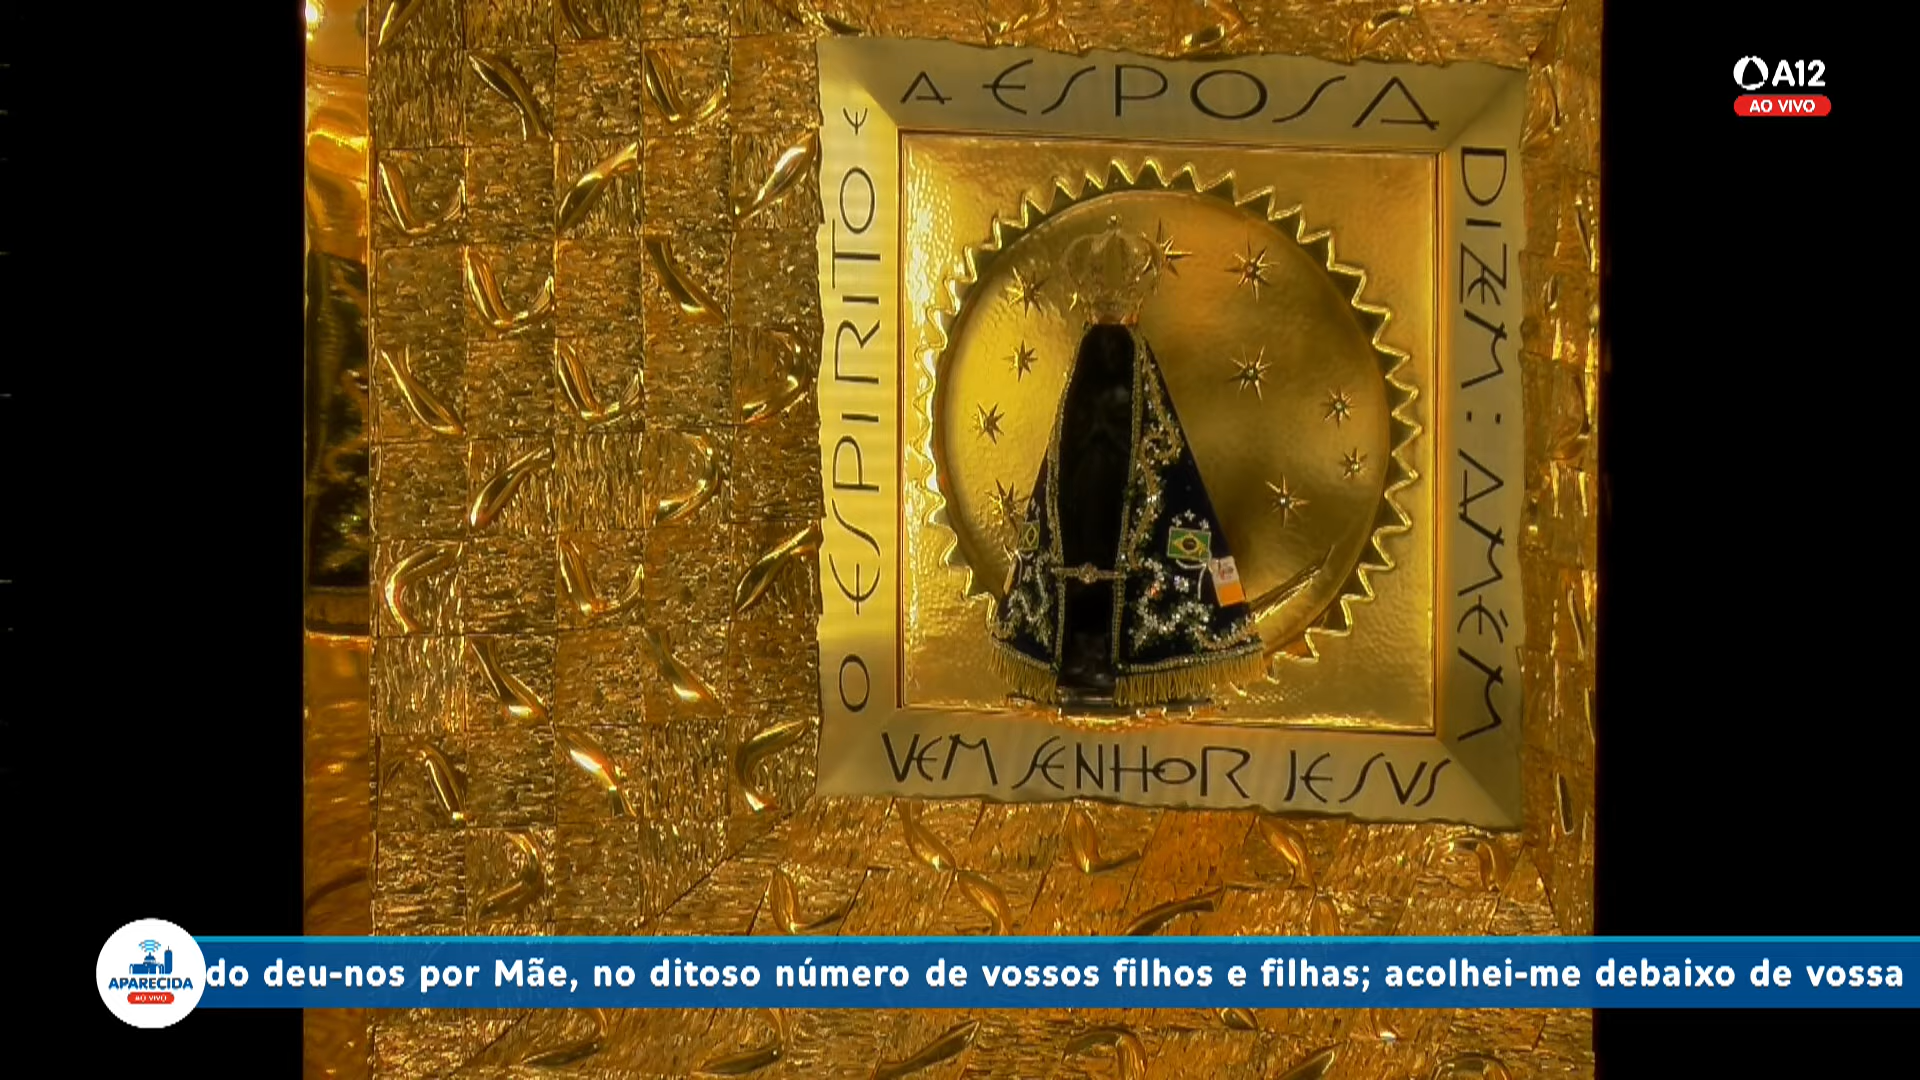 A12
AO VIVO
O ESPIRITO E
A ESPOSA
DIZEM: AMÉM
VEM SENHOR JESUS
APARECIDA
AO VIVO
do deu-nos por Mãe, no ditoso número de vossos filhos e filhas; acolhei-me debaixo de vossa